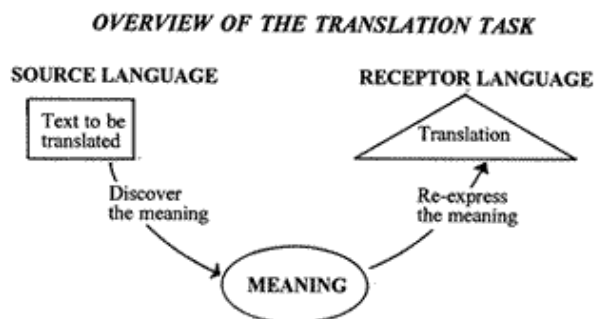 OVERVIEW OF THE TRANSLATION TASK
SOURCE LANGUAGE
RECEPTOR LANGUAGE
Text to be
translated
Translation
Discover
the meaning
Re-express
the meaning
MEANING